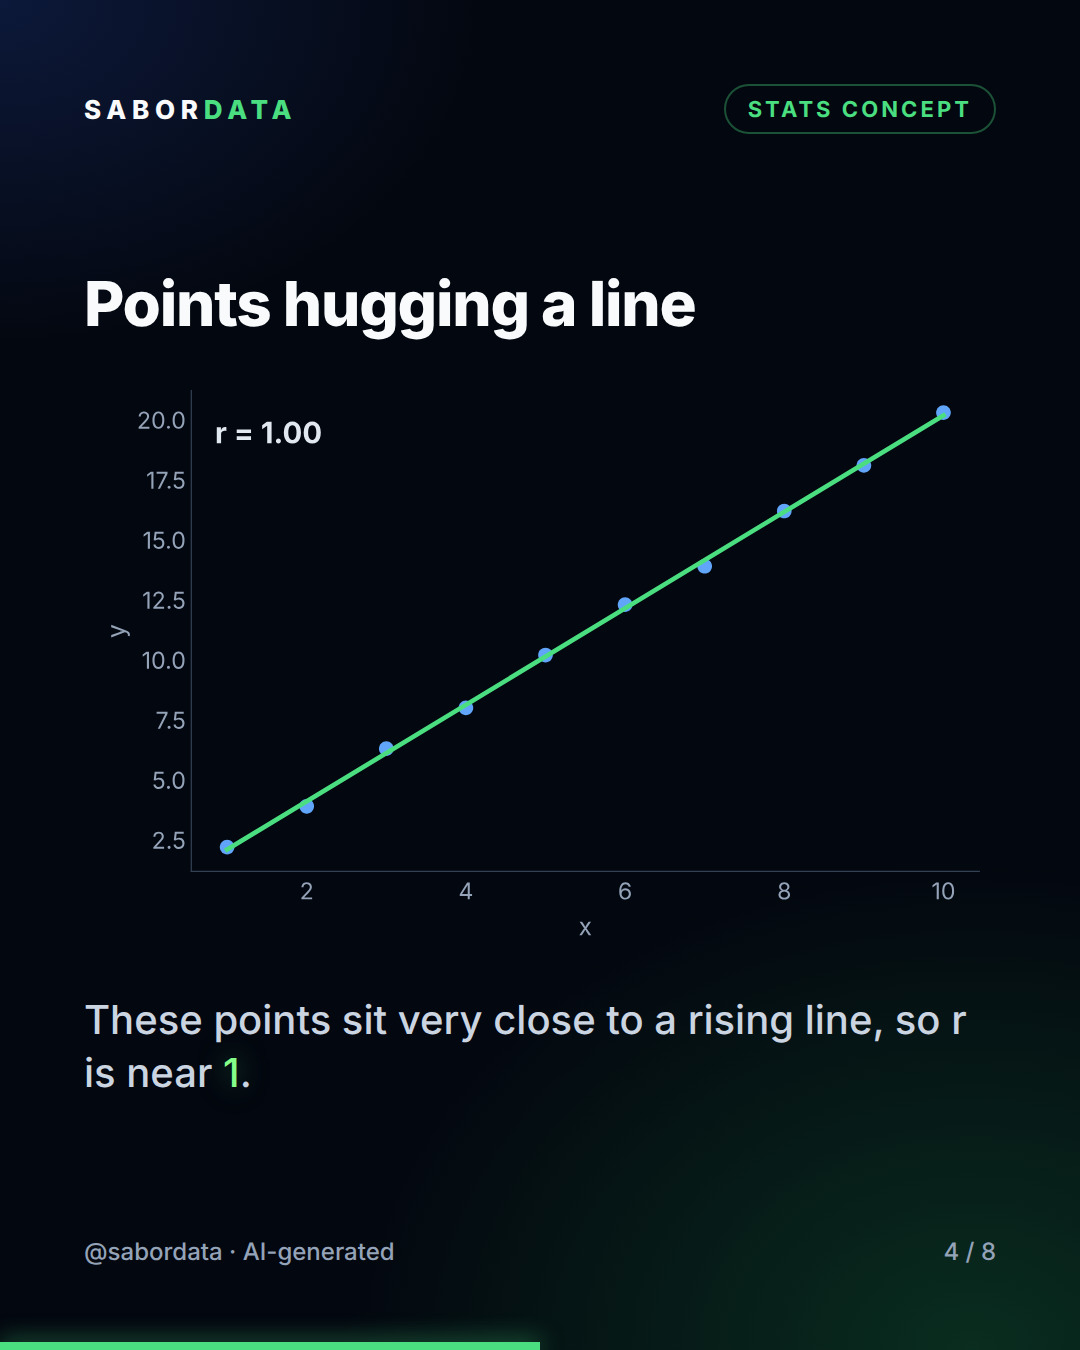 SABORDATA
STATS CONCEPT
Points hugging a line
r = 1.00
20.0
17.5
15.0
12.5
10.0
7.5
5.0
2.5
y
2 4 6 8 10
x
These points sit very close to a rising line, so r
is near 1.
@sabordata · AI-generated
4 / 8